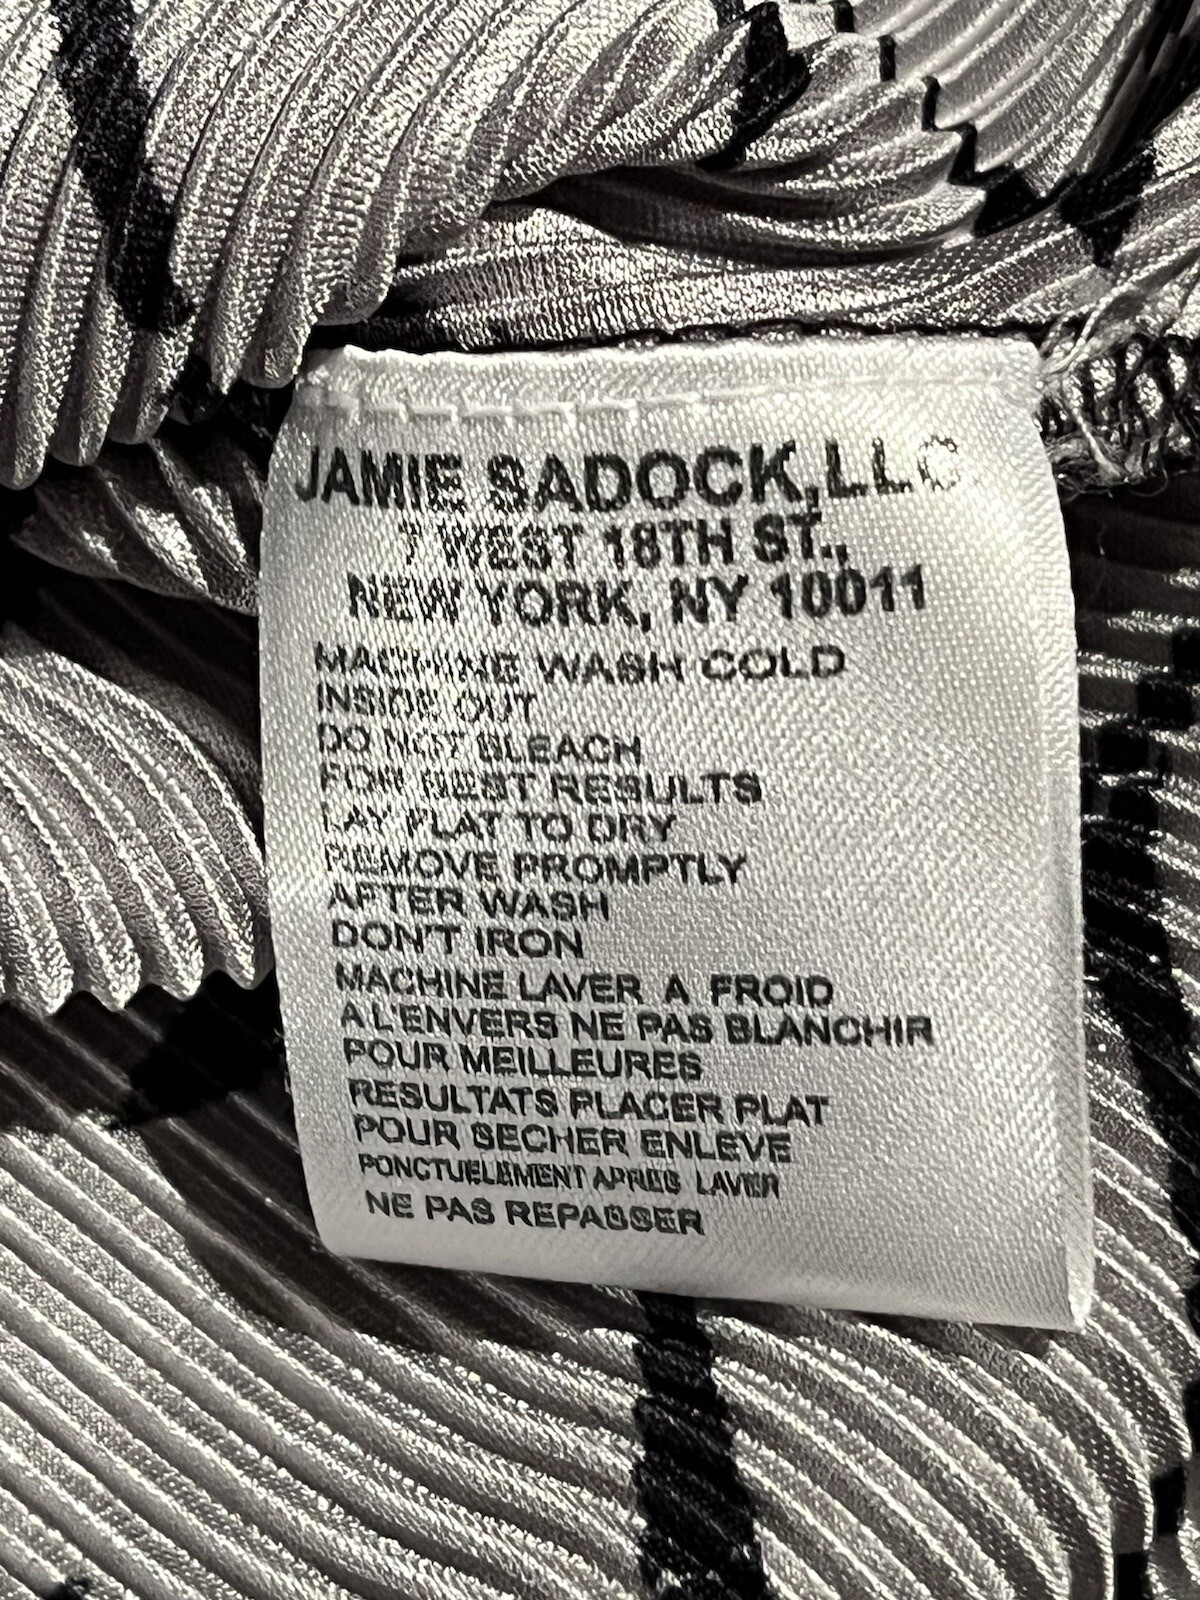 JAMIE SADOCK,LLC.
7 WEST 18TH ST.,
NEW YORK, NY 10011
MACHINE WASH COLD
INSIDE OUT
DO NOT BLEACH
FOR BEST RESULTS
LAY FLAT TO DRY
REMOVE PROMPTLY
AFTER WASH
DON'T IRON
MACHINE LAVER A FROID
A L'ENVERS NE PAS BLANCHIR
POUR MEILLEURES
RESULTATS PLACER PLAT
POUR SECHER ENLEVE
PONCTUELEMENT APRES LAVER
NE PAS REPASSER